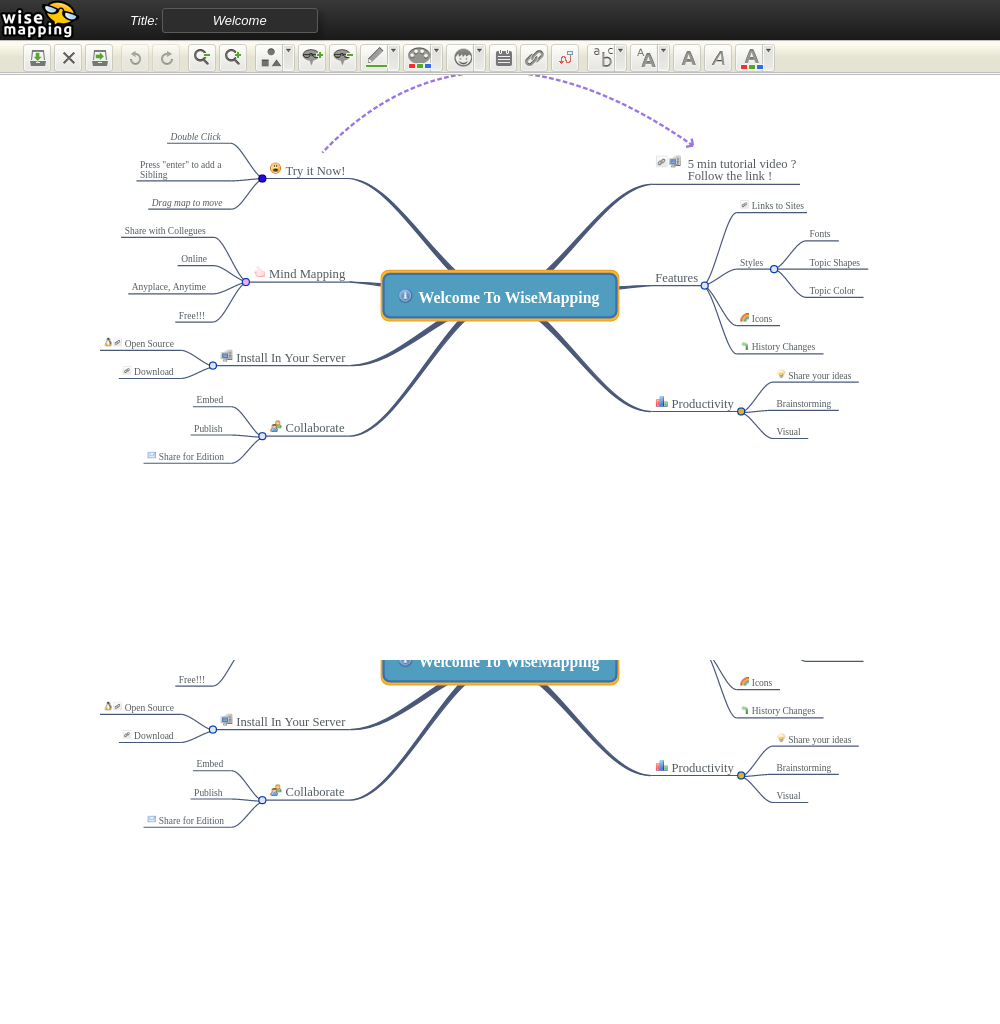 wise
mapping
Title: Welcome
Double Click
Press "enter" to add a
Sibling
Drag map to move
Try it Now!
Share with Collegues
Online
Anyplace, Anytime
Free!!!
Mind Mapping
Open Source
Download
Install In Your Server
Embed
Publish
Share for Edition
Collaborate
Welcome To WiseMapping
5 min tutorial video ?
Follow the link !
Features
Links to Sites
Styles
Fonts
Topic Shapes
Topic Color
Icons
History Changes
Productivity
Share your ideas
Brainstorming
Visual
Welcome To WiseMapping
Free!!!
Open Source
Download
Install In Your Server
Embed
Publish
Share for Edition
Collaborate
Icons
History Changes
Productivity
Share your ideas
Brainstorming
Visual